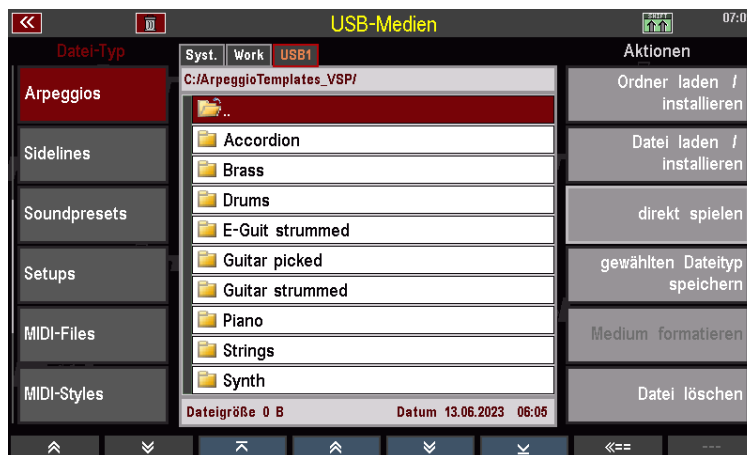 USB-Medien
SHIFT
07:0
Datei-Typ
Syst. Work USB1
Aktionen
C:/ArpeggioTemplates_VSP/
Arpeggios
Sidelines
Soundpresets
Setups
MIDI-Files
MIDI-Styles
..
Accordion
Brass
Drums
E-Guit strummed
Guitar picked
Guitar strummed
Piano
Strings
Synth
Dateigröße 0 B Datum 13.06.2023 06:05
Ordner laden /
installieren
Datei laden /
installieren
direkt spielen
gewählten Dateityp
speichern
Medium formatieren
Datei löschen
«==
---